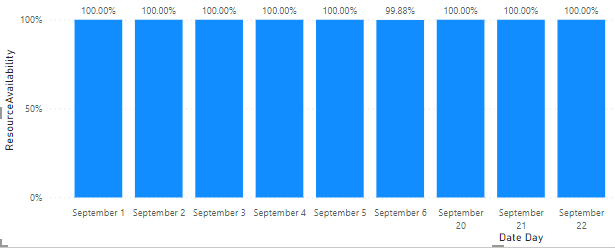 100.00% 100.00% 100.00% 100.00% 100.00% 99.88% 100.00% 100.00% 100.00%
100%
50%
0%
ResourceAvailability
September 1 September 2 September 3 September 4 September 5 September 6 September 20 September 21 September 22
Date Day